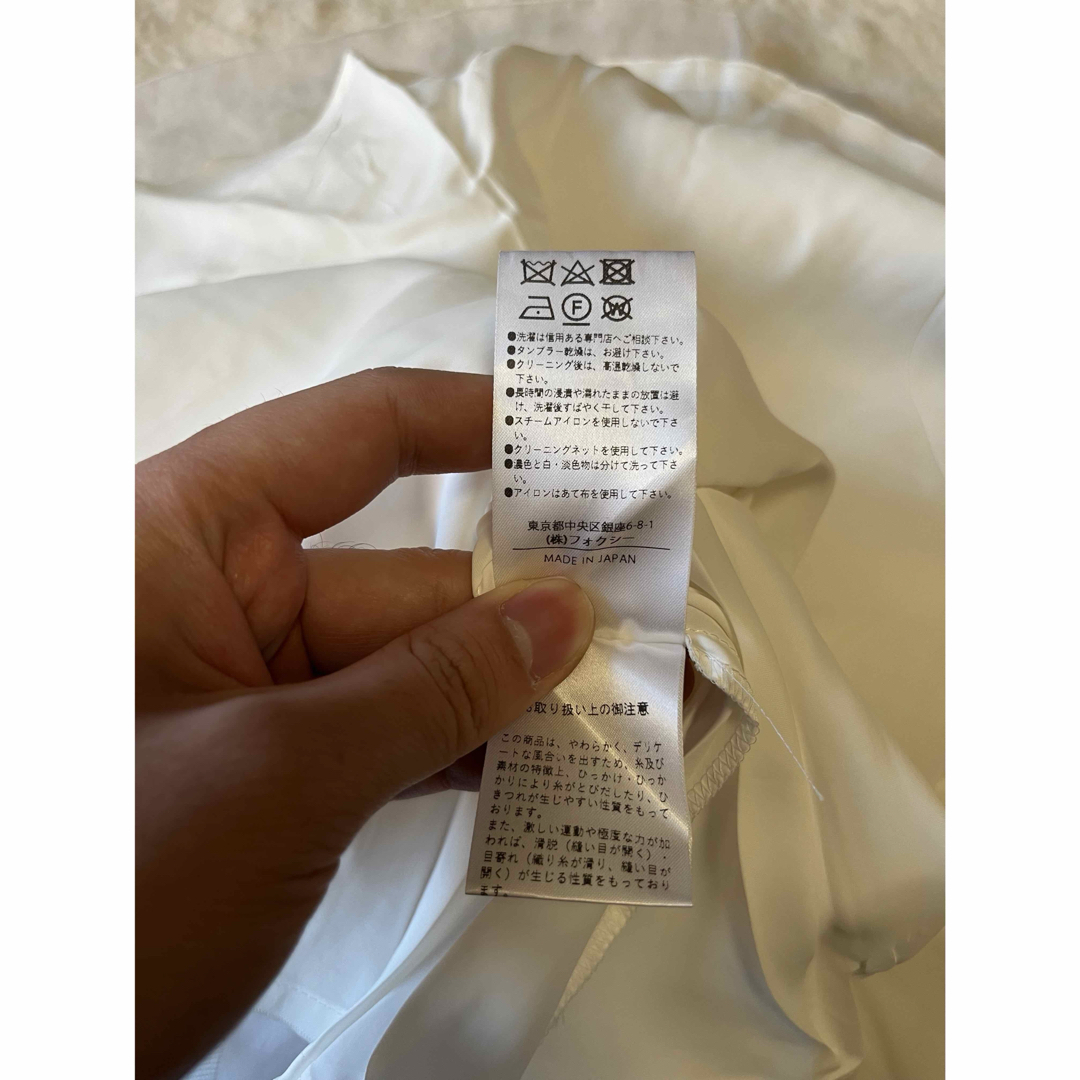 F
W
●洗濯は信用ある専門店へご相談下さい。
●タンブラー乾燥は、お避け下さい。
●クリーニング後は、高温乾燥しないで
下さい。
●長時間の浸漬や濡れたままの放置は避
け、洗濯後すばやく干して下さい。
●スチームアイロンを使用しないで下さ
い。
●クリーニングネットを使用して下さい。
●濃色と白・淡色物は分けて洗って下さ
い。
●アイロンはあて布を使用して下さい。
東京都中央区銀座6-8-1
(株)フォクシー
MADE IN JAPAN
取り扱い上の御注意
この商品は、やわらかく、デリケ
ートな風合いを出すため、糸及び
素材の特徴上、ひっかけ・ひっか
かりにより糸がとびだしたり、ひ
きつれが生じやすい性質をもって
おります。
また、激しい運動や極度な力が加
われば、滑脱（縫い目が開く）・
目寄れ（織り糸が滑り、縫い目が
開く）が生じる性質をもっており
ます。